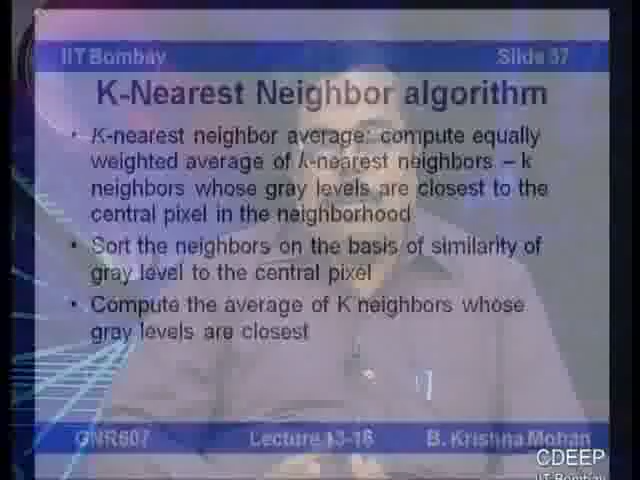 IIT Bombay Slide 37
K-Nearest Neighbor algorithm
• K-nearest neighbor average: compute equally
weighted average of k-nearest neighbors – k
neighbors whose gray levels are closest to the
central pixel in the neighborhood
• Sort the neighbors on the basis of similarity of
gray level to the central pixel
• Compute the average of K neighbors whose
gray levels are closest
GNR607 Lecture 13-16 B. Krishna Mohan
CDEEP
IIT Bombay